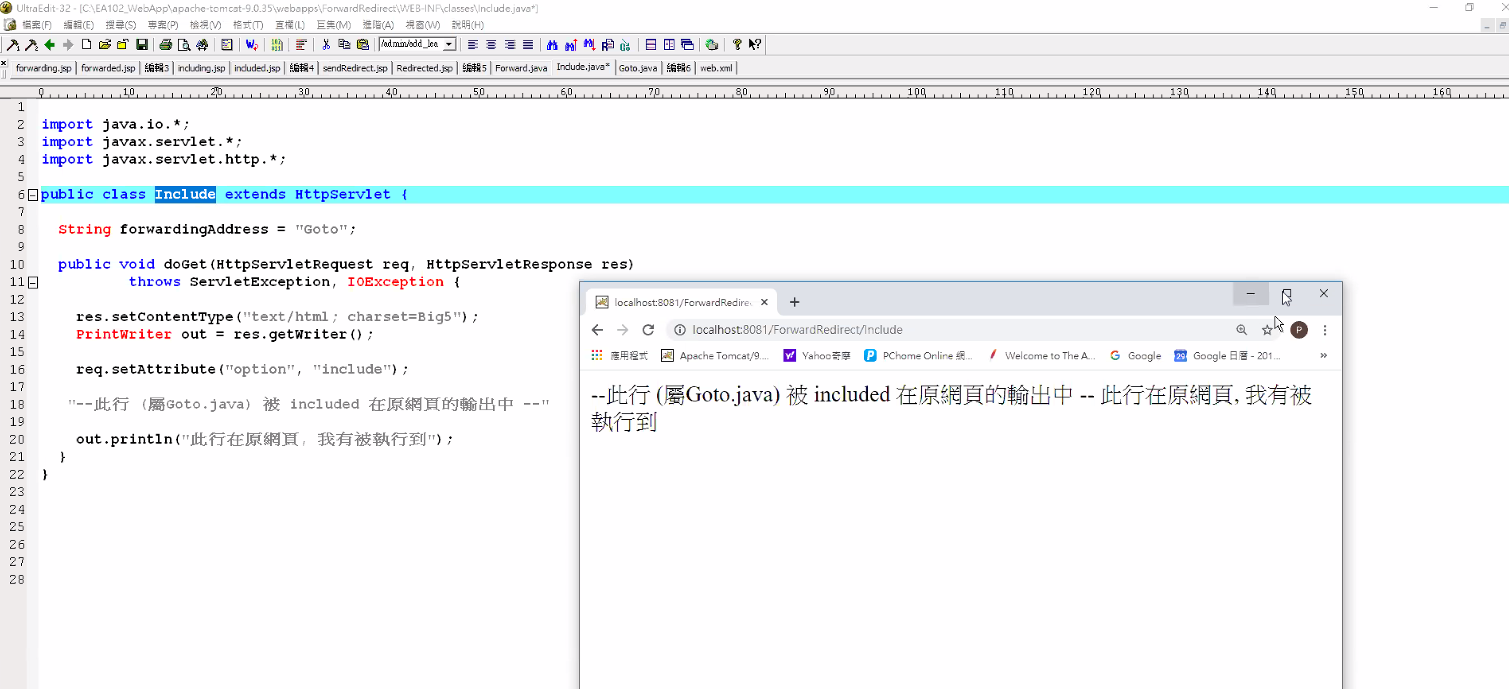 UltraEdit-32 - [C:\EA102_WebApp\apache-tomcat-9.0.35\webapps\ForwardRedirect\WEB-INF\classes\Include.java*]
檔案(F) 編輯(E) 搜尋(S) 專案(P) 檢視(V) 格式(T) 直欄(L) 巨集(M) 進階(A) 視窗(W) 說明(H)
/admin/add_lea
forwarding.jsp forwarded.jsp 編輯3 including.jsp included.jsp 編輯4 sendRedirect.jsp Redirected.jsp 編輯5 Forward.java Include.java* Goto.java 編輯6 web.xml
0 10 20 30 40 50 60 70 80 90 100 110 120 130 140 150 160
1
2 import java.io.*;
3 import javax.servlet.*;
4 import javax.servlet.http.*;
5
6 public class Include extends HttpServlet {
7
8 String forwardingAddress = "Goto";
9
10 public void doGet(HttpServletRequest req, HttpServletResponse res)
11 throws ServletException, IOException {
12
13 res.setContentType("text/html; charset=Big5");
14 PrintWriter out = res.getWriter();
15
16 req.setAttribute("option", "include");
17
18 "--此行 (屬Goto.java) 被 included 在原網頁的輸出中 --"
19
20 out.println("此行在原網頁, 我有被執行到");
21 }
22 }
23
24
25
26
27
28
localhost:8081/ForwardRedire
localhost:8081/ForwardRedirect/Include
P
應用程式 Apache Tomcat/9.... Yahoo奇摩 PChome Online 網... Welcome to The A... Google 29 Google 日曆 - 201... »
--此行 (屬Goto.java) 被 included 在原網頁的輸出中 -- 此行在原網頁, 我有被
執行到